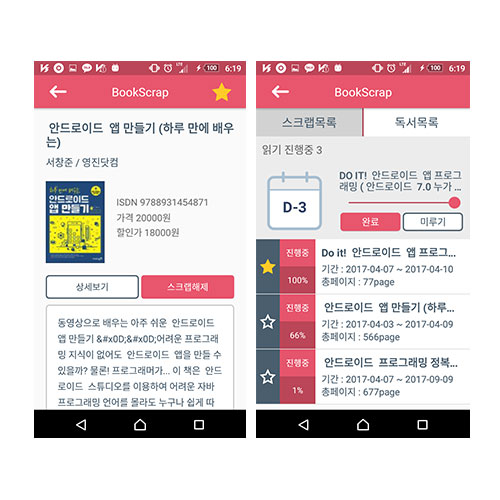 LTE
100
6:19
BookScrap
안드로이드 앱 만들기 (하루 만에 배우
는)
서창준 / 영진닷컴
안드로이드
앱 만들기
ISDN 9788931454871
가격 20000원
할인가 18000원
상세보기
스크랩해제
동영상으로 배우는 아주 쉬운 안드로이드
앱 만들기 &#x0D;&#x0D;어려운 프로그래
밍 지식이 없어도 안드로이드 앱을 만들 수
있을까? 물론! 프로그래머가... 이 책은 안드
로이드 스튜디오를 이용하여 어려운 자바
프로그래밍 언어를 몰라도 누구나 쉽게 따
LTE
100
6:19
BookScrap
스크랩목록
독서목록
읽기 진행중 3
D-3
DO IT! 안드로이드 앱 프로그
래밍 ( 안드로이드 7.0 누가 ...
완료
미루기
진행중
100%
Do it! 안드로이드 앱 프로그...
기간 : 2017-04-07 ~ 2017-04-10
총페이지 : 77page
진행중
66%
안드로이드 앱 만들기 (하루...
기간 : 2017-04-03 ~ 2017-04-09
총페이지 : 566page
진행중
1%
안드로이드 프로그래밍 정복...
기간 : 2017-04-07 ~ 2017-09-09
총페이지 : 677page